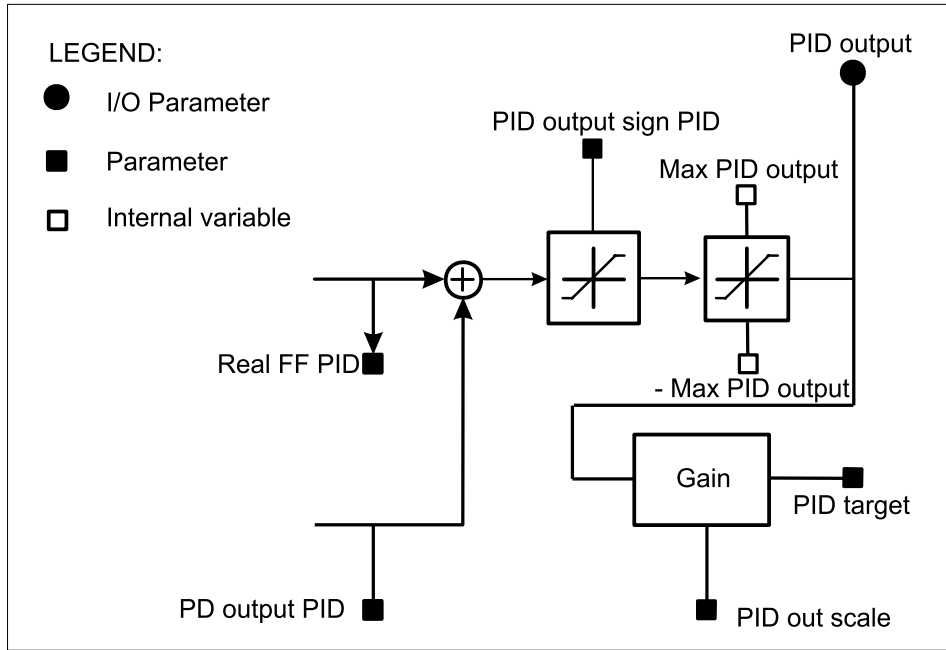 LEGEND:
I/O Parameter
Parameter
Internal variable
PID output
PID output sign PID
Max PID output
Real FF PID
- Max PID output
Gain
PID target
PD output PID
PID out scale